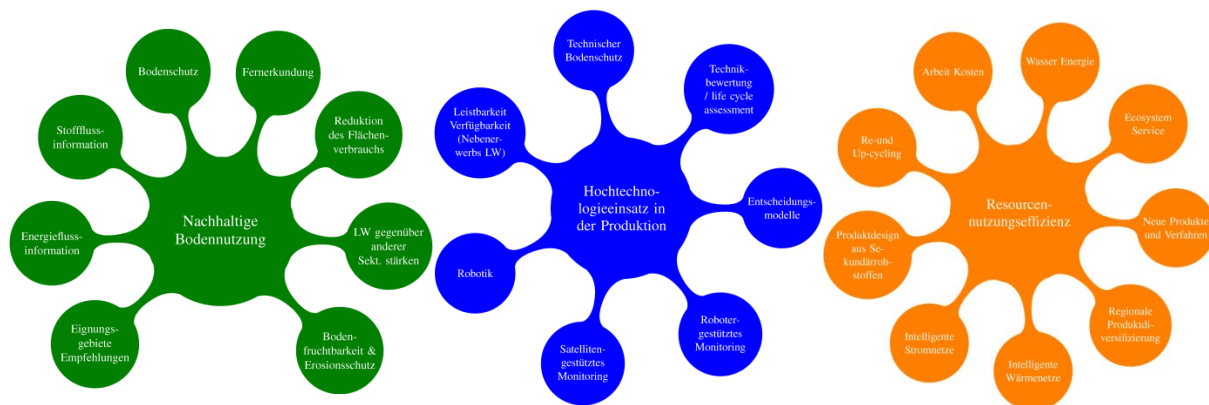 Nachhaltige
Bodennutzung
Bodenschutz
Fernerkundung
Reduktion
des Flächen-
verbrauchs
LW gegenüber
anderer
Sekt. stärken
Boden-
fruchtbarkeit &
Erosionsschutz
Eignungs-
gebiete
Empfehlungen
Energiefluss-
information
Stofffluss-
information
Hochtechno-
logieeinsatz in
der Produktion
Technischer
Bodenschutz
Technik-
bewertung
/ life cycle
assessment
Entscheidungs-
modelle
Roboter-
gestütztes
Monitoring
Satelliten-
gestütztes
Monitoring
Robotik
Leistbarkeit
Verfügbarkeit
(Nebener-
werbs LW)
Resourcen-
nutzungseffizienz
Arbeit Kosten
Wasser Energie
Ecosystem
Service
Neue Produkte
und Verfahren
Regionale
Produktdi-
versifizierung
Intelligente
Wärmenetze
Intelligente
Stromnetze
Produktdesign
aus Se-
kundärroh-
stoffen
Re-und
Up-cycling